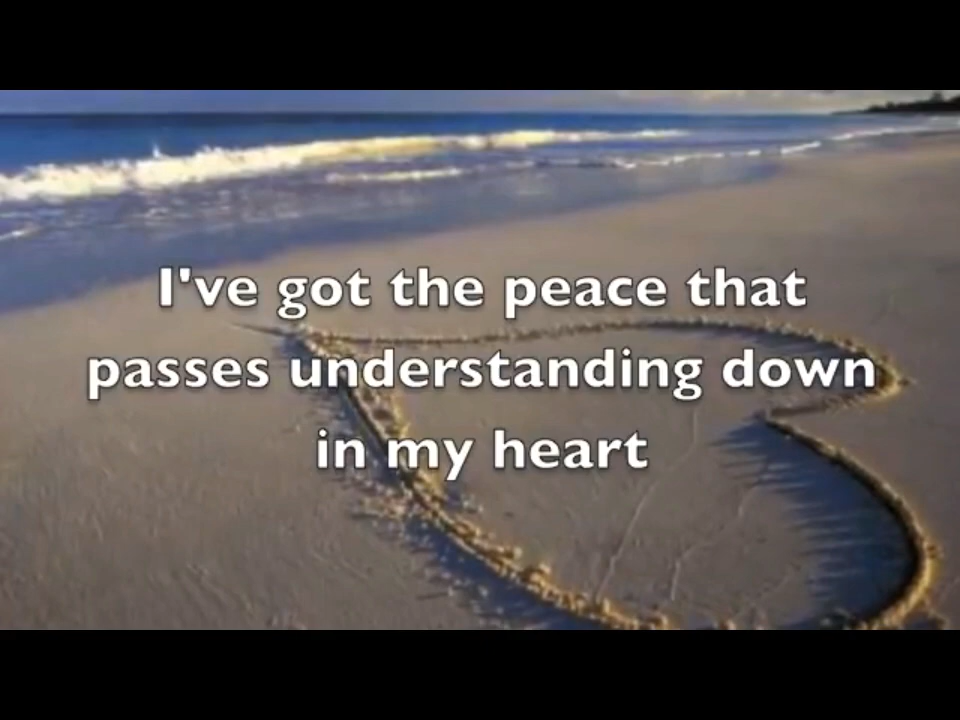 I've got the peace that
passes understanding down
in my heart